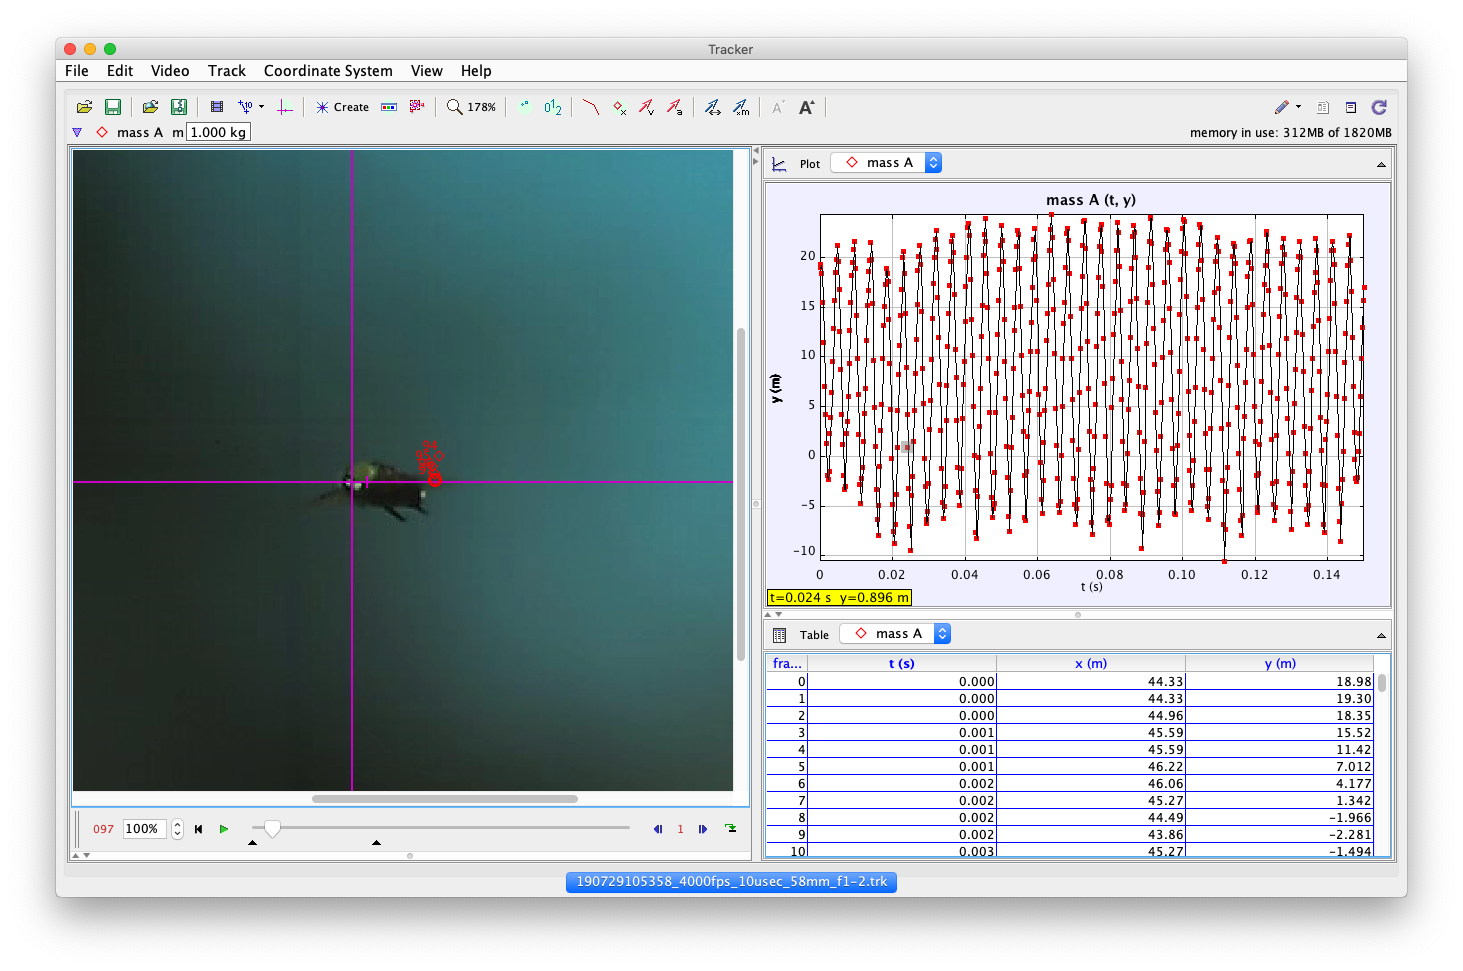 Tracker
File Edit Video Track Coordinate System View Help
Create 178%
mass A m 1.000 kg
memory in use: 312MB of 1820MB
Plot mass A
mass A (t, y)
y (m)
20
15
10
5
0
-5
-10
0 0.02 0.04 0.06 0.08 0.10 0.12 0.14
t (s)
t=0.024 s y=0.896 m
Table mass A
fra... t (s) x (m) y (m)
0 0.000 44.33 18.98
1 0.000 44.33 19.30
2 0.000 44.96 18.35
3 0.001 45.59 15.52
4 0.001 45.59 11.42
5 0.001 46.22 7.012
6 0.002 46.06 4.177
7 0.002 45.27 1.342
8 0.002 44.49 -1.966
9 0.002 43.86 -2.281
10 0.003 45.27 -1.494
097 100% 1
190729105358_4000fps_10usec_58mm_f1-2.trk